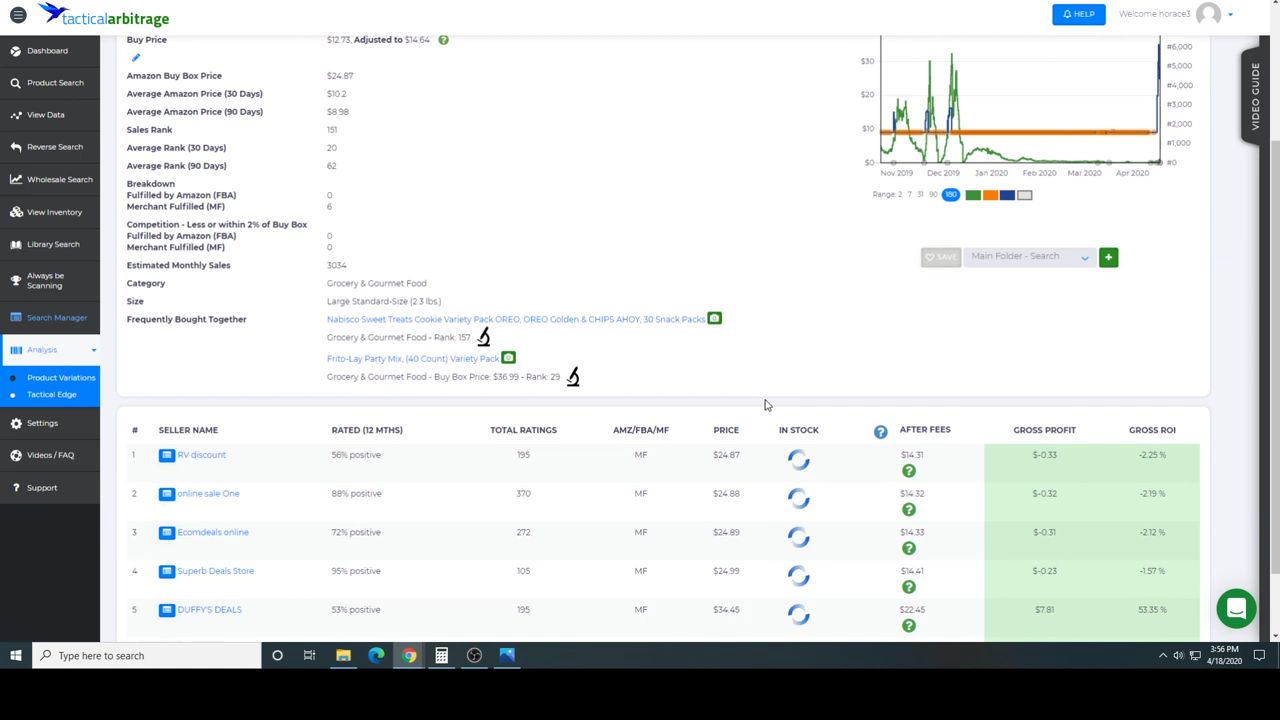 tacticalarbitrage
HELP
Welcome horace3
Dashboard
Product Search
View Data
Reverse Search
Wholesale Search
View Inventory
Library Search
Always be
Scanning
Search Manager
Analysis
Product Variations
Tactical Edge
Settings
Videos / FAQ
Support
Buy Price $12.73, Adjusted to $14.64 ?
Amazon Buy Box Price $24.87
Average Amazon Price (30 Days) $10.2
Average Amazon Price (90 Days) $8.98
Sales Rank 151
Average Rank (30 Days) 20
Average Rank (90 Days) 62
Breakdown
Fulfilled by Amazon (FBA) 0
Merchant Fulfilled (MF) 6
Competition - Less or within 2% of Buy Box
Fulfilled by Amazon (FBA) 0
Merchant Fulfilled (MF) 0
Estimated Monthly Sales 3034
Category Grocery & Gourmet Food
Size Large Standard-Size (2.3 lbs.)
Frequently Bought Together Nabisco Sweet Treats Cookie Variety Pack OREO, OREO Golden & CHIPS AHOY, 30 Snack Packs
Grocery & Gourmet Food - Rank: 157
Frito-Lay Party Mix, (40 Count) Variety Pack
Grocery & Gourmet Food - Buy Box Price: $36.99 - Rank: 29
$30
$20
$10
$0
#6,000
#5,000
#4,000
#3,000
#2,000
#1,000
#0
Nov 2019 Dec 2019 Jan 2020 Feb 2020 Mar 2020 Apr 2020
Range: 2 7 31 90 180
SAVE Main Folder - Search +
VIDEO GUIDE
# SELLER NAME RATED (12 MTHS) TOTAL RATINGS AMZ/FBA/MF PRICE IN STOCK ? AFTER FEES GROSS PROFIT GROSS ROI
1 RV discount 56% positive 195 MF $24.87 $14.31 $-0.33 -2.25 %
?
2 online sale One 88% positive 370 MF $24.88 $14.32 $-0.32 -2.19 %
?
3 Ecomdeals online 72% positive 272 MF $24.89 $14.33 $-0.31 -2.12 %
?
4 Superb Deals Store 95% positive 105 MF $24.99 $14.41 $-0.23 -1.57 %
?
5 DUFFY'S DEALS 53% positive 195 MF $34.45 $22.45 $7.81 53.35 %
?
Type here to search
3:56 PM
4/18/2020